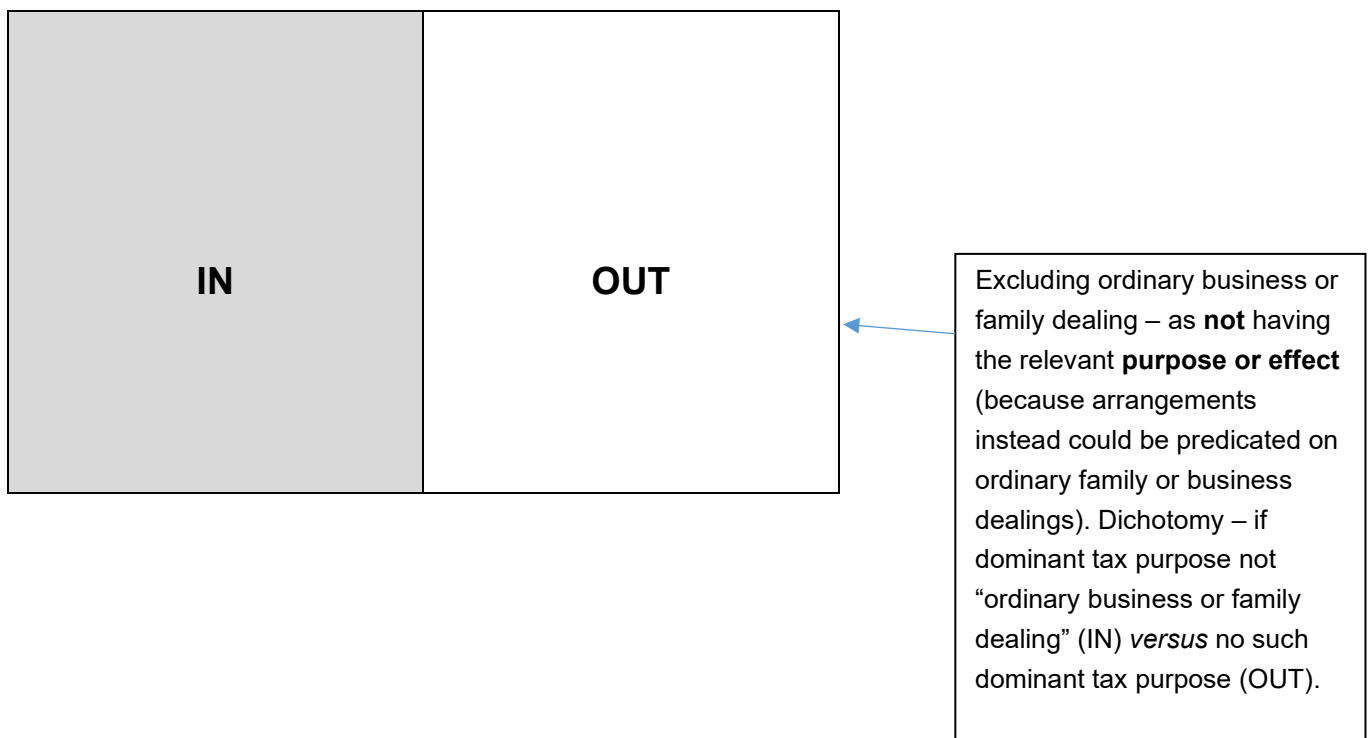 IN
OUT
Excluding ordinary business or
family dealing – as not having
the relevant purpose or effect
(because arrangements
instead could be predicated on
ordinary family or business
dealings). Dichotomy – if
dominant tax purpose not
“ordinary business or family
dealing” (IN) versus no such
dominant tax purpose (OUT).